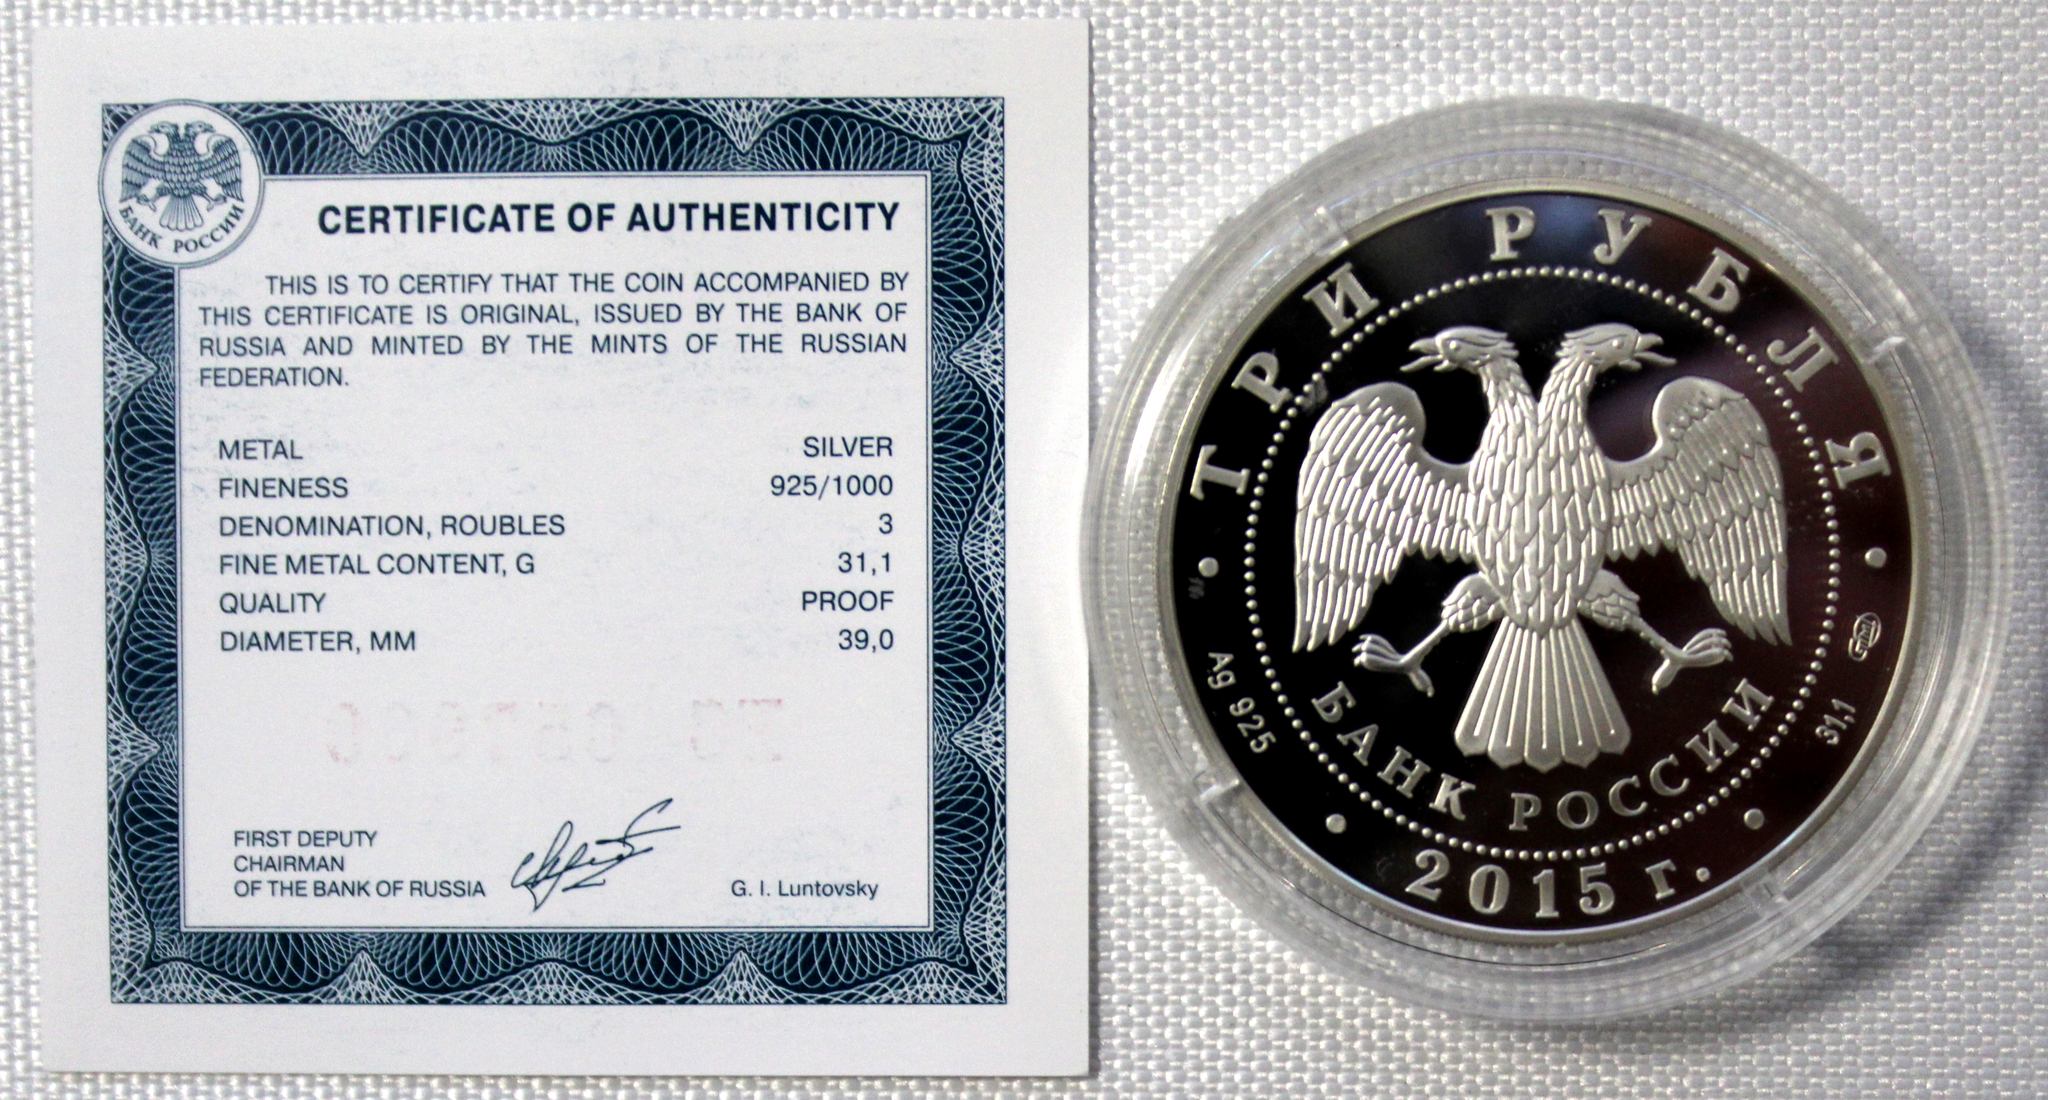 БАНК РОССИИ
CERTIFICATE OF AUTHENTICITY
THIS IS TO CERTIFY THAT THE COIN ACCOMPANIED BY
THIS CERTIFICATE IS ORIGINAL, ISSUED BY THE BANK OF
RUSSIA AND MINTED BY THE MINTS OF THE RUSSIAN
FEDERATION.
METAL SILVER
FINENESS 925/1000
DENOMINATION, ROUBLES 3
FINE METAL CONTENT, G 31,1
QUALITY PROOF
DIAMETER, MM 39,0
FIRST DEPUTY
CHAIRMAN
OF THE BANK OF RUSSIA G. I. Luntovsky
ТРИ РУБЛЯ
БАНК РОССИИ
Ag 925
31,1
2015 г.